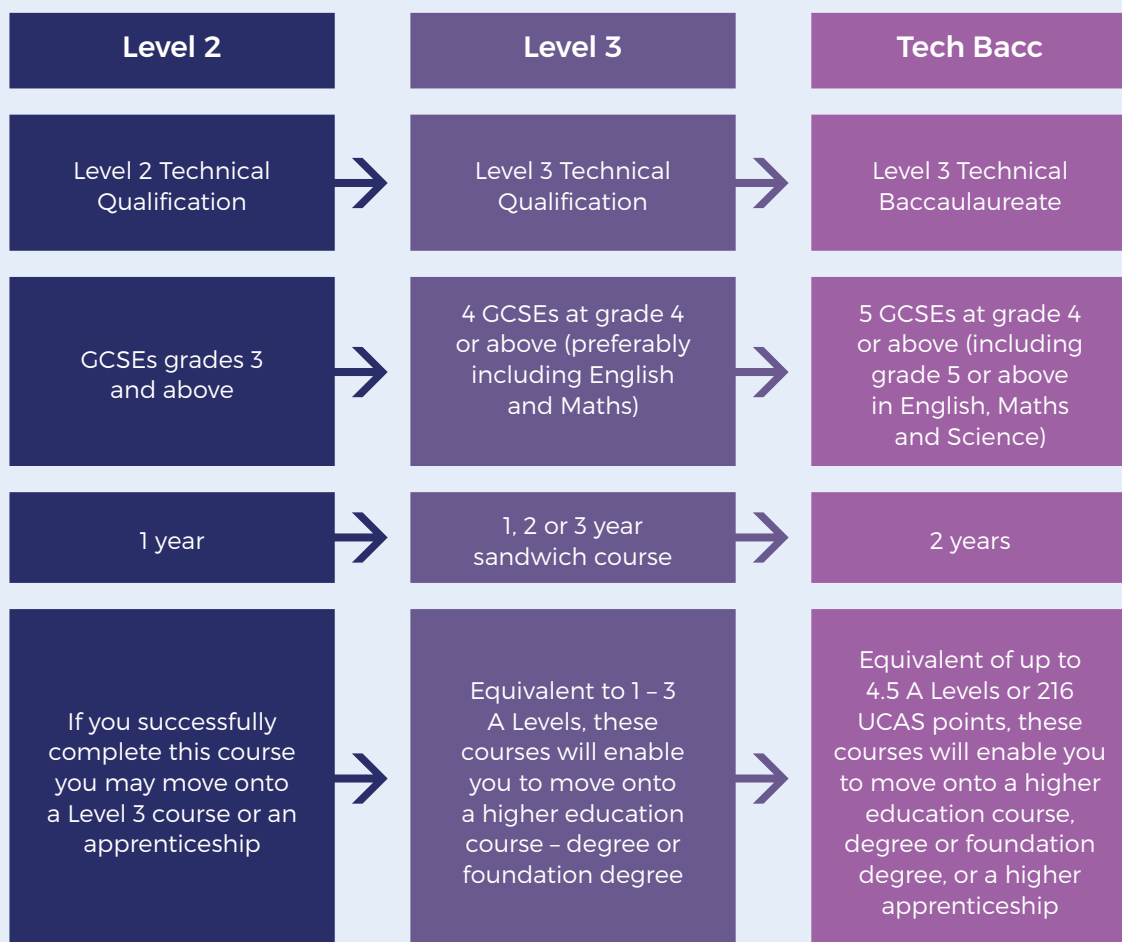 Level 2
Level 3
Tech Bacc
Level 2 Technical
Qualification
Level 3 Technical
Qualification
Level 3 Technical
Baccaulaureate
GCSEs grades 3
and above
4 GCSEs at grade 4
or above (preferably
including English
and Maths)
5 GCSEs at grade 4
or above (including
grade 5 or above
in English, Maths
and Science)
1 year
1, 2 or 3 year
sandwich course
2 years
If you successfully
complete this course
you may move onto
a Level 3 course or an
apprenticeship
Equivalent to 1 – 3
A Levels, these
courses will enable
you to move onto
a higher education
course – degree or
foundation degree
Equivalent of up to
4.5 A Levels or 216
UCAS points, these
courses will enable you
to move onto a higher
education course,
degree or foundation
degree, or a higher
apprenticeship